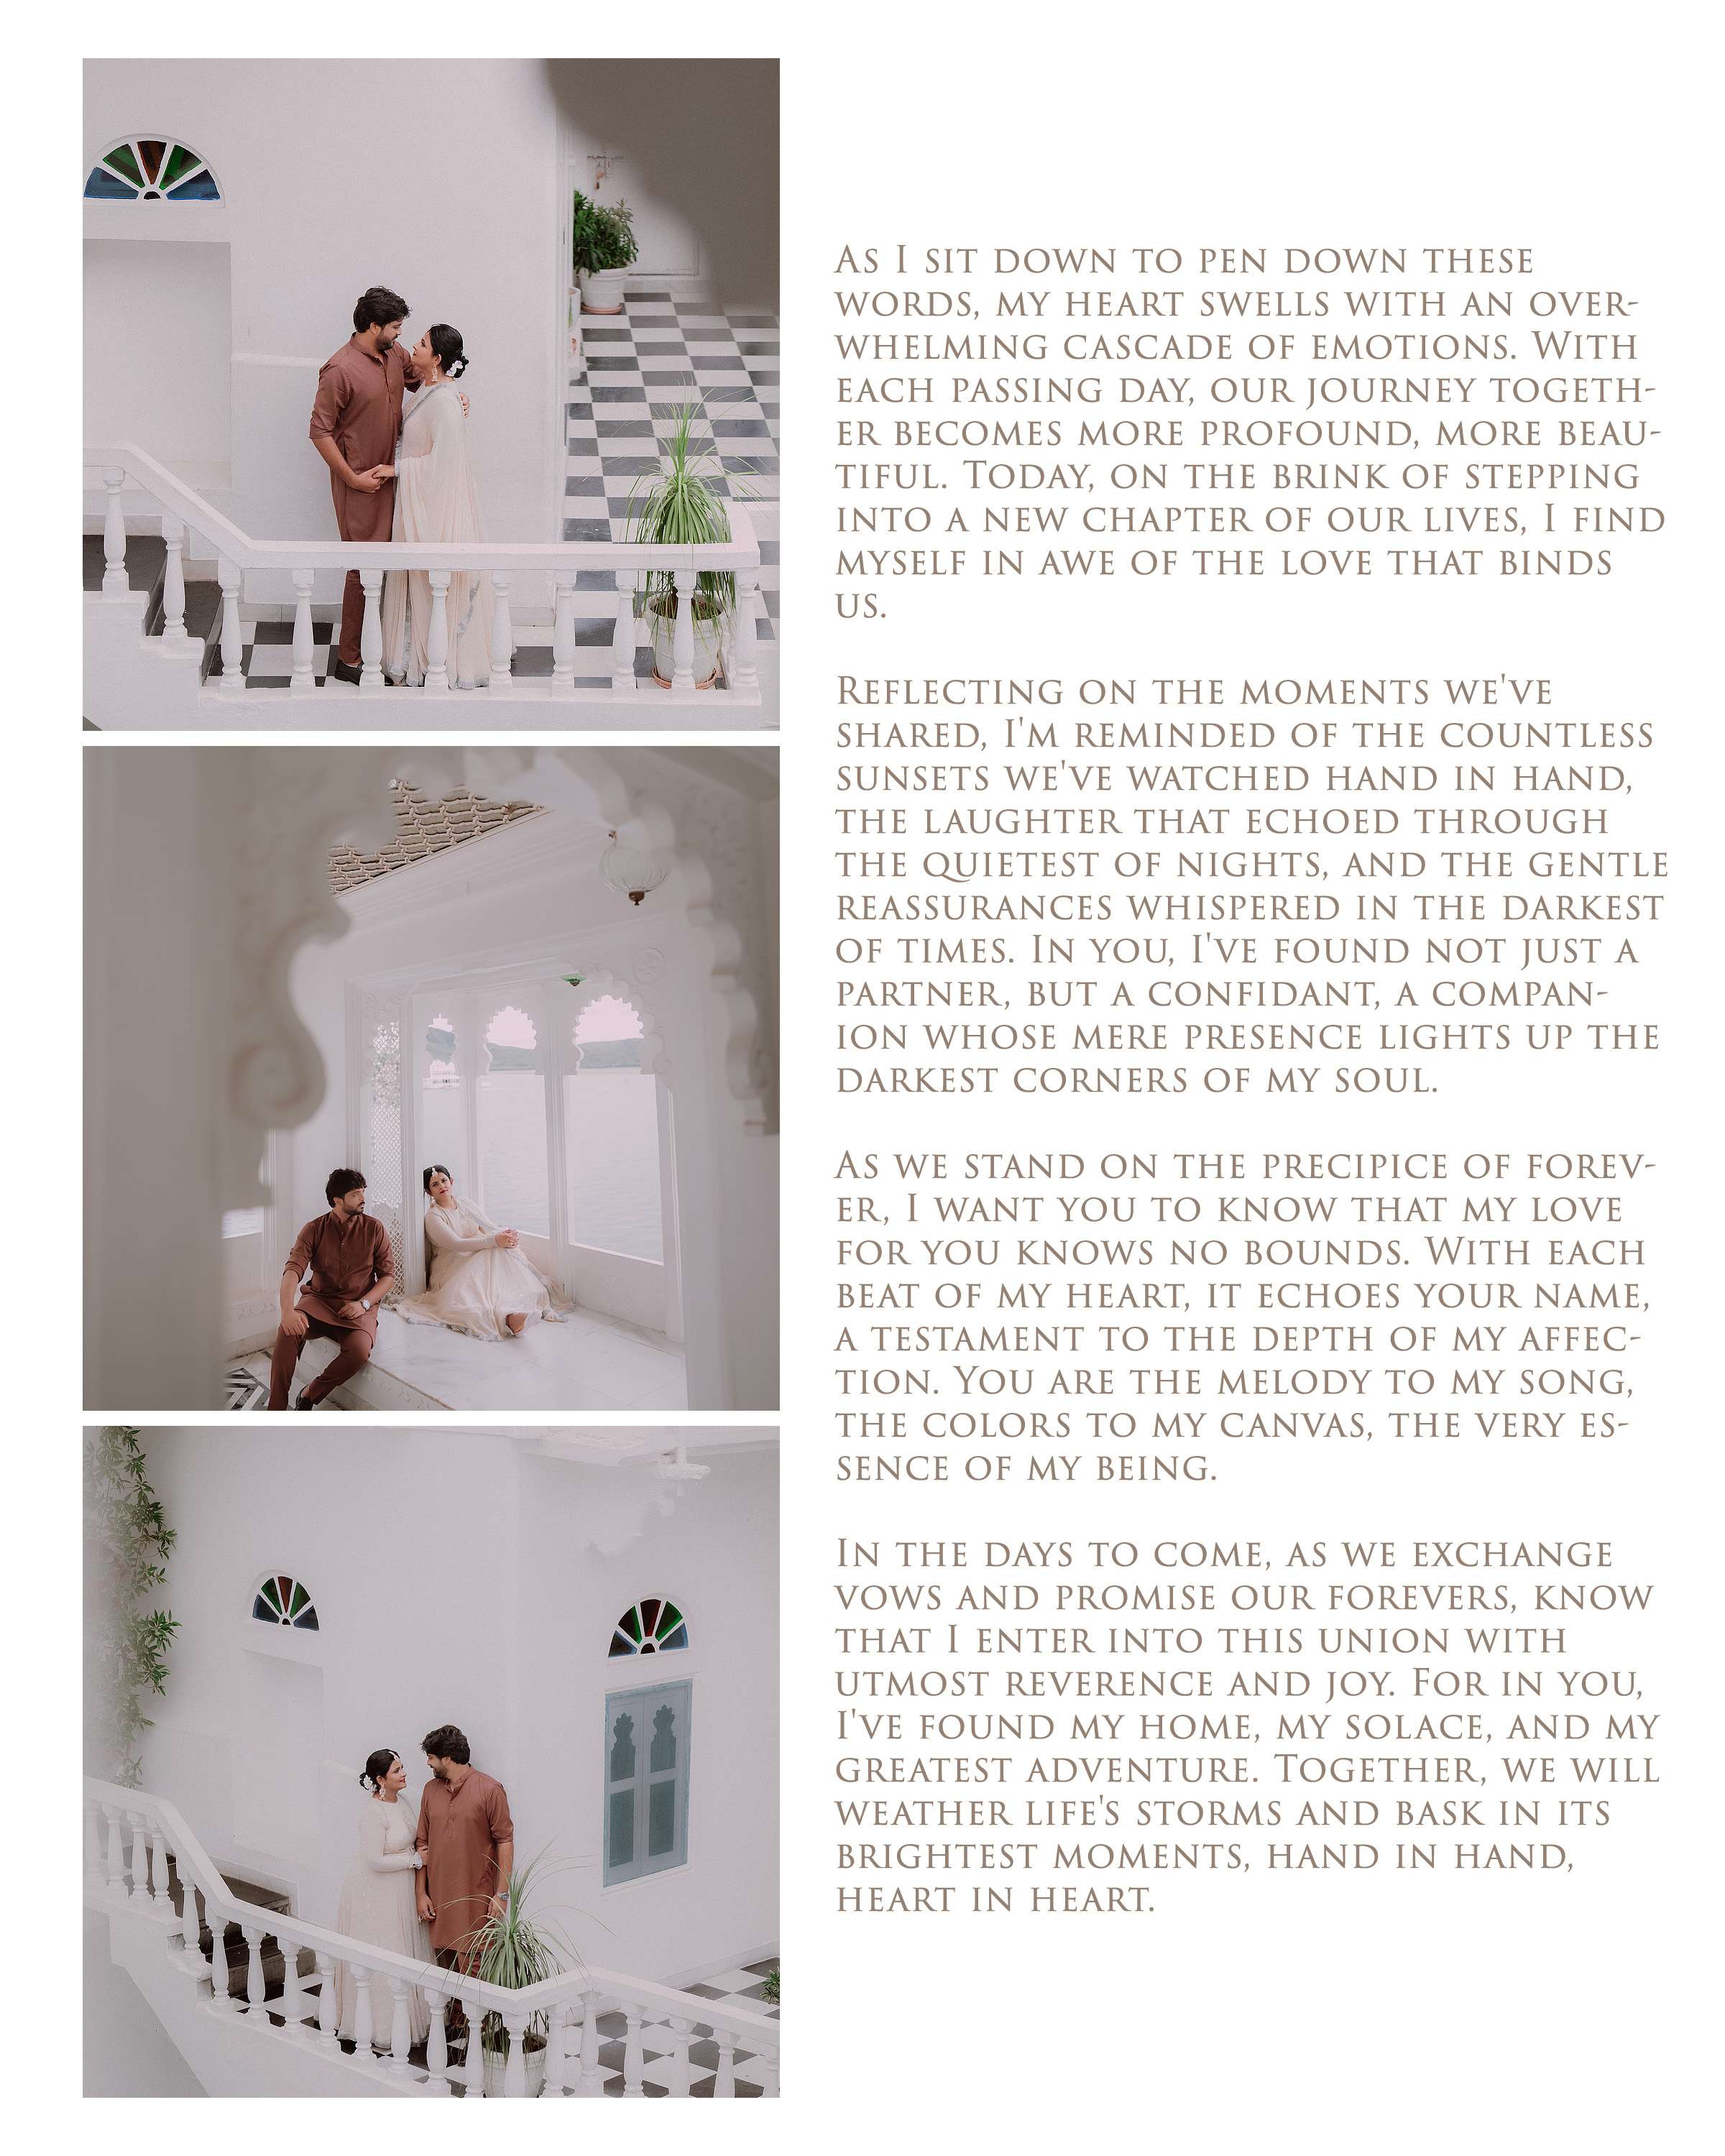 As I sit down to pen down these
words, my heart swells with an over-
whelming cascade of emotions. With
each passing day, our journey togeth-
er becomes more profound, more beau-
tiful. Today, on the brink of stepping
into a new chapter of our lives, I find
myself in awe of the love that binds
us.
Reflecting on the moments we've
shared, I'm reminded of the countless
sunsets we've watched hand in hand,
the laughter that echoed through
the quietest of nights, and the gentle
reassurances whispered in the darkest
of times. In you, I've found not just a
partner, but a confidant, a compan-
ion whose mere presence lights up the
darkest corners of my soul.
As we stand on the precipice of forev-
er, I want you to know that my love
for you knows no bounds. With each
beat of my heart, it echoes your name,
a testament to the depth of my affec-
tion. You are the melody to my song,
the colors to my canvas, the very es-
sence of my being.
In the days to come, as we exchange
vows and promise our forevers, know
that I enter into this union with
utmost reverence and joy. For in you,
I've found my home, my solace, and my
greatest adventure. Together, we will
weather life's storms and bask in its
brightest moments, hand in hand,
heart in heart.